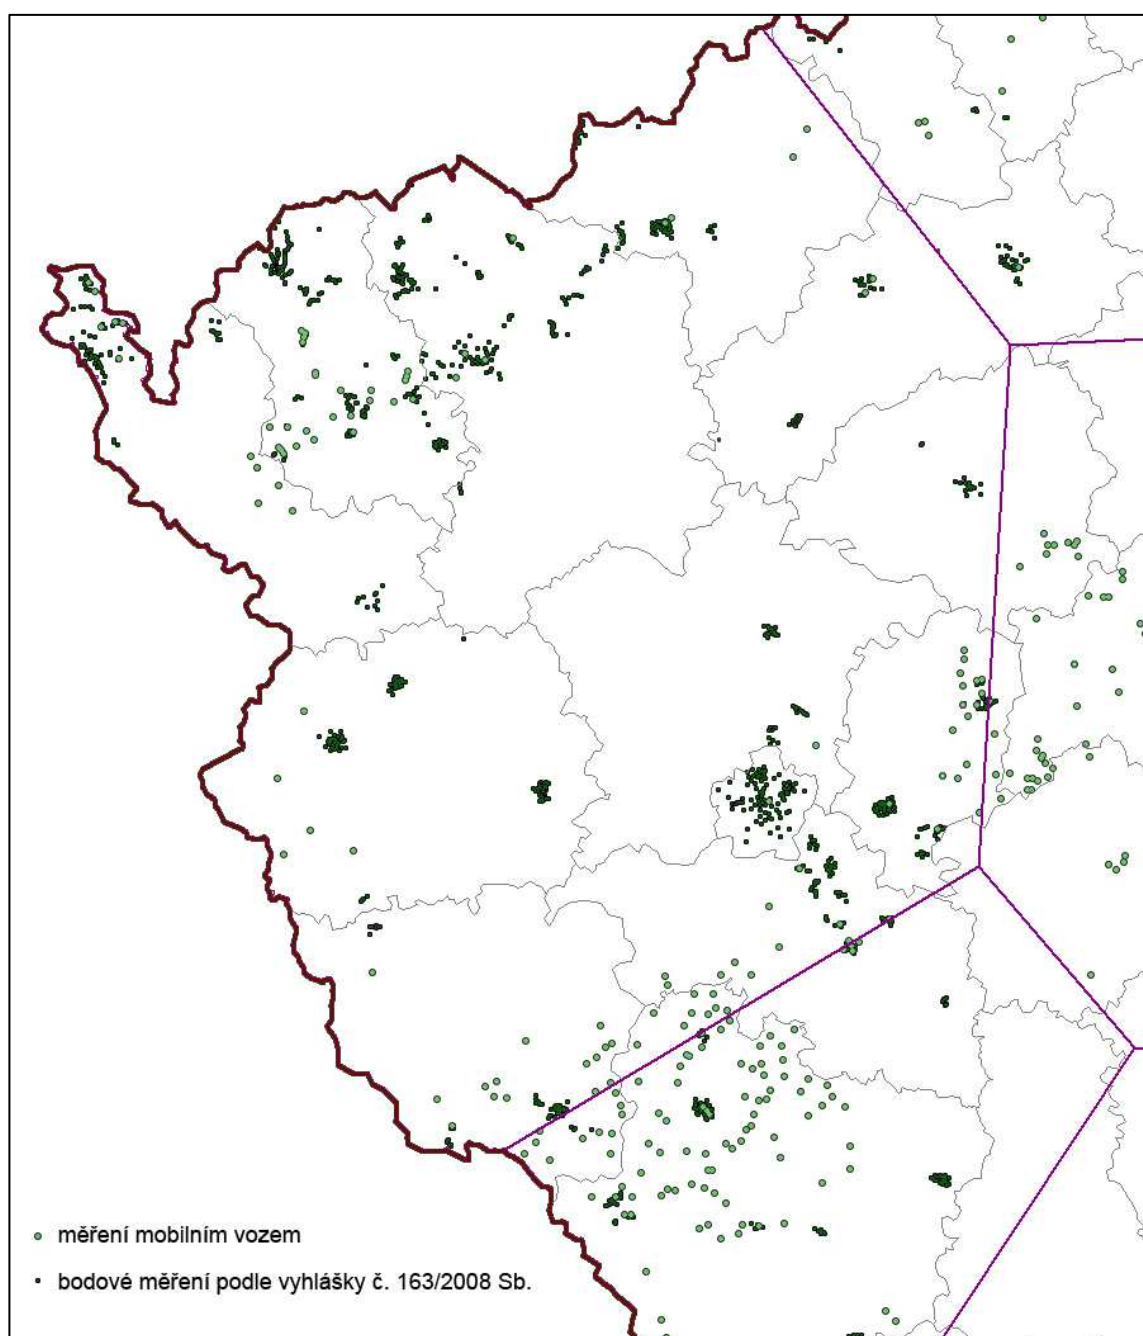 měření mobilním vozem
bodové měření podle vyhlášky č. 163/2008 Sb.